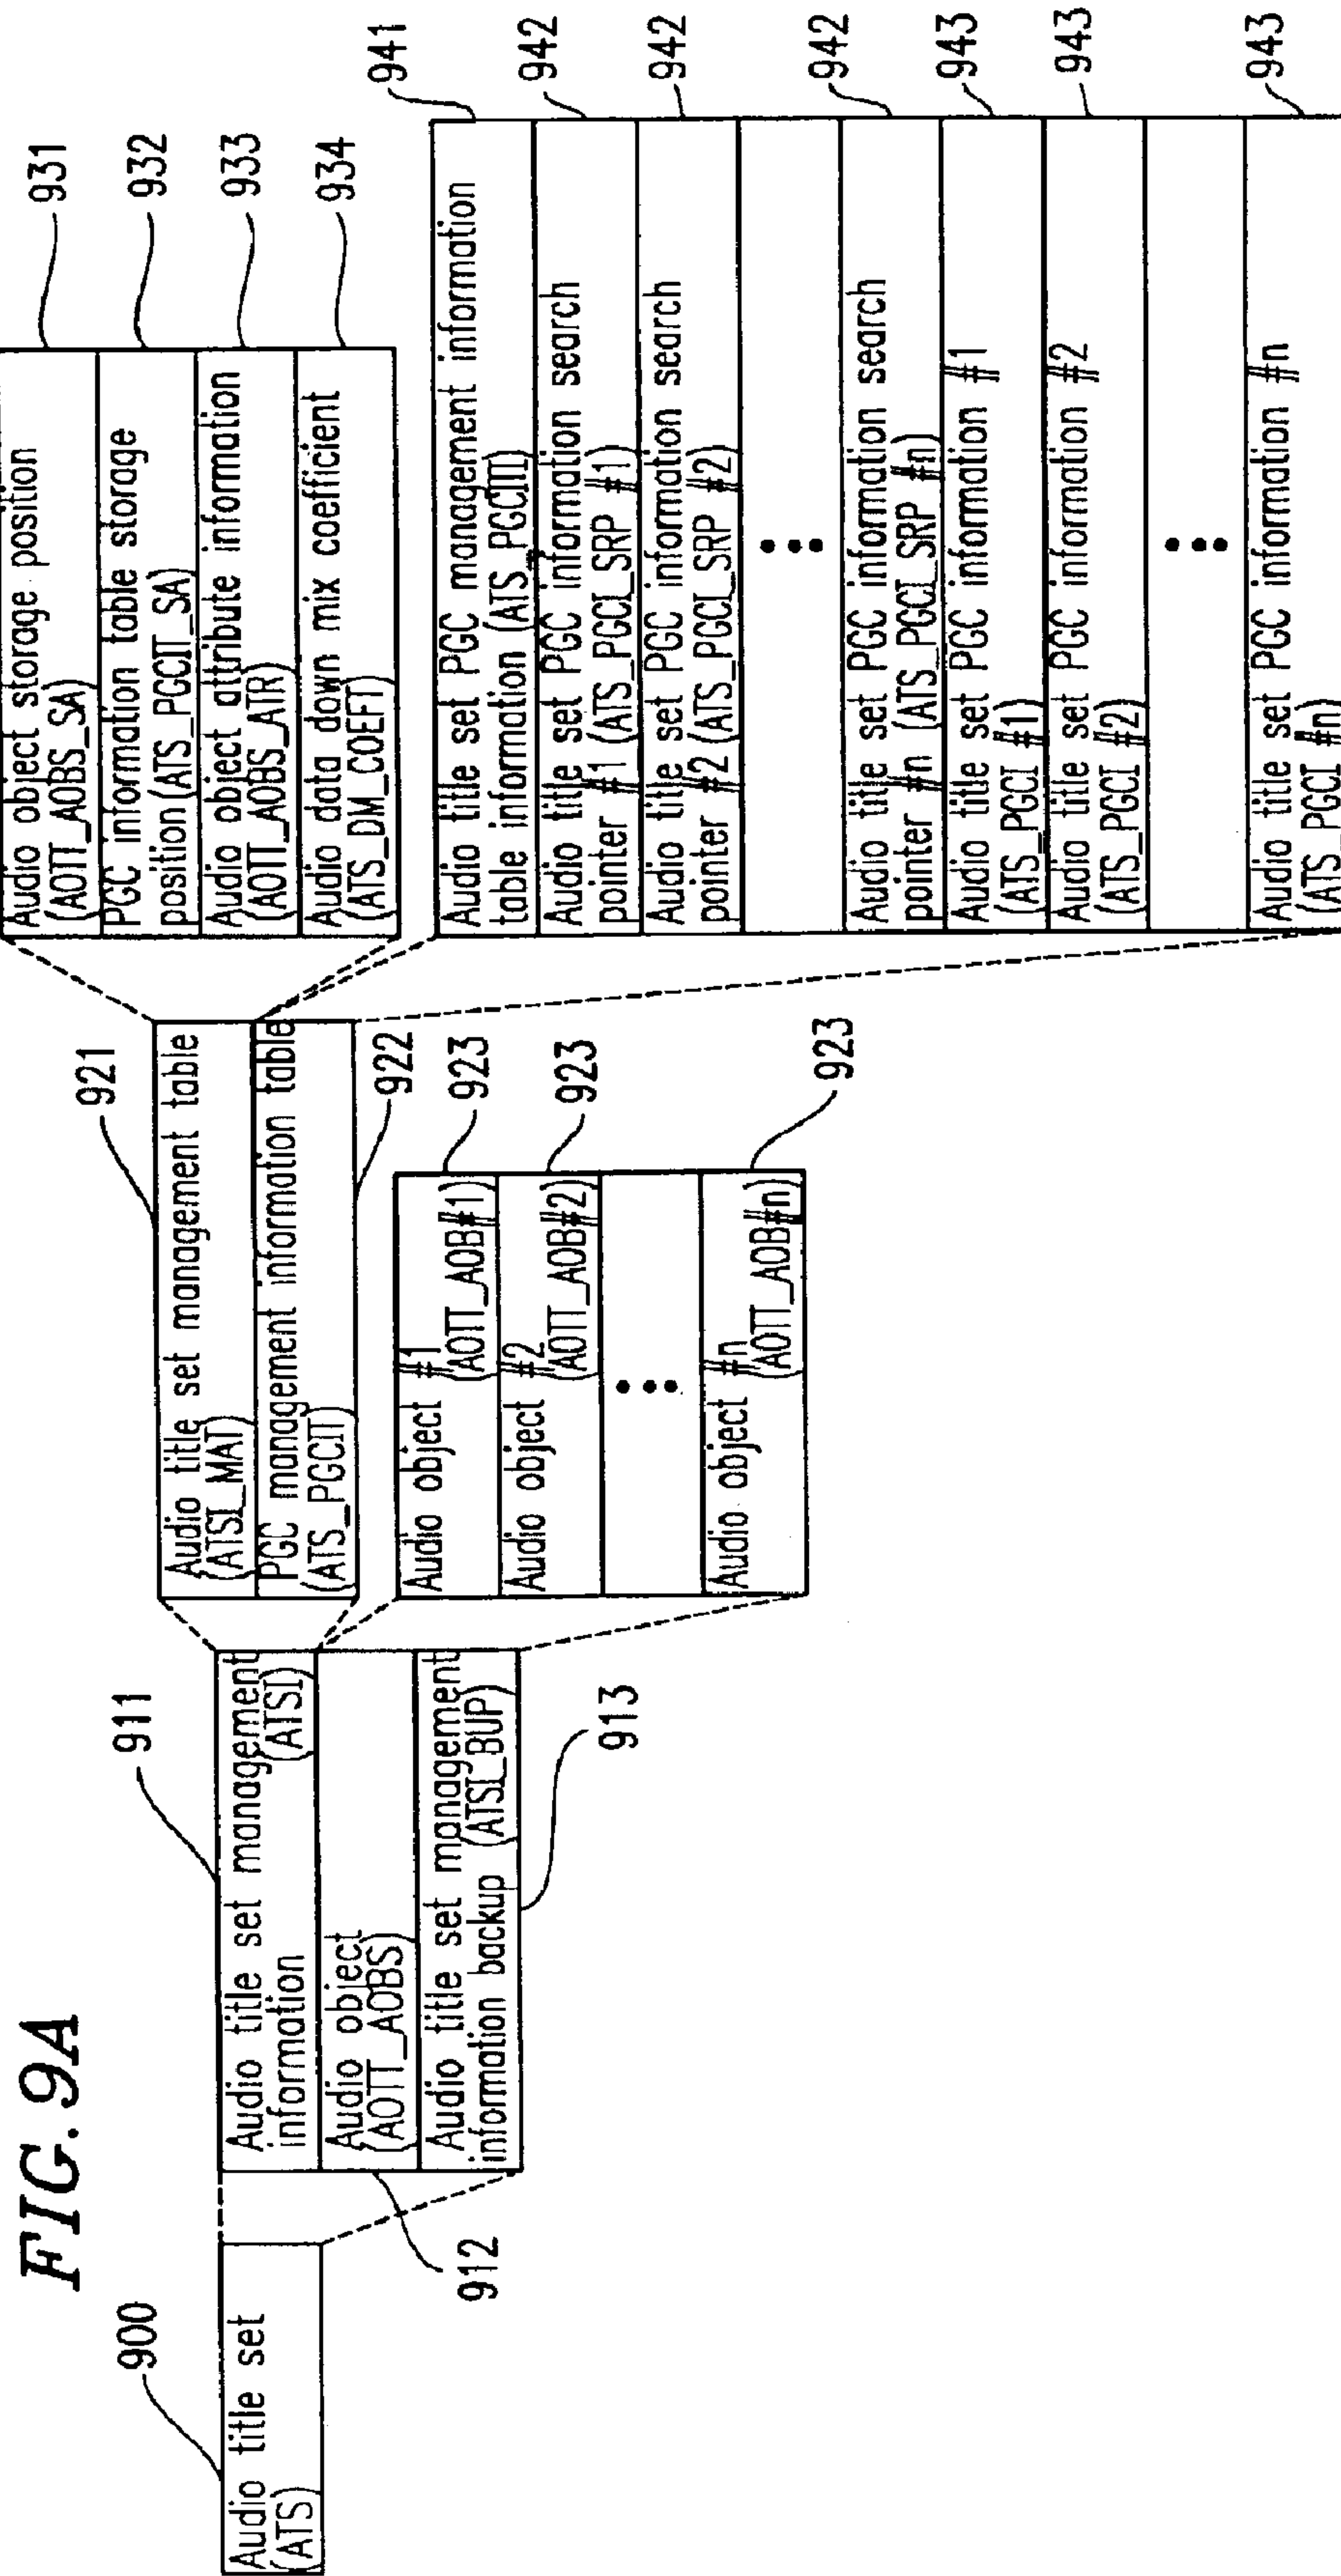 FIG. 9A
900
Audio title set
(ATS)
911
Audio title set management
information (ATSI)
Audio object
(AOTT_AOBS)
Audio title set management
information backup (ATSI_BUP)
912
913
921
Audio title set management table
(ATSI_MAT)
PGC management information table
(ATS_PGCIT)
922
Audio object #1
(AOTT_AOB#1)
923
Audio object #2
(AOTT_AOB#2)
923
Audio object #n
(AOTT_AOB#n)
923
Audio object storage position
(AOTT_AOBS_SA)
931
PGC information table storage
position(ATS_PGCIT_SA)
932
Audio object attribute information
(AOTT_AOBS_ATR)
933
Audio data down mix coefficient
(ATS_DM_COEFT)
934
Audio title set PGC management information
table information (ATS_PGCITI)
941
Audio title set PGC information search
pointer #1 (ATS_PGCI_SRP #1)
942
Audio title set PGC information search
pointer #2 (ATS_PGCI_SRP #2)
942
Audio title set PGC information search
pointer #n (ATS_PGCI_SRP #n)
942
Audio title set PGC information #1
(ATS_PGCI #1)
943
Audio title set PGC information #2
(ATS_PGCI #2)
943
Audio title set PGC information #n
(ATS_PGCI #n)
943